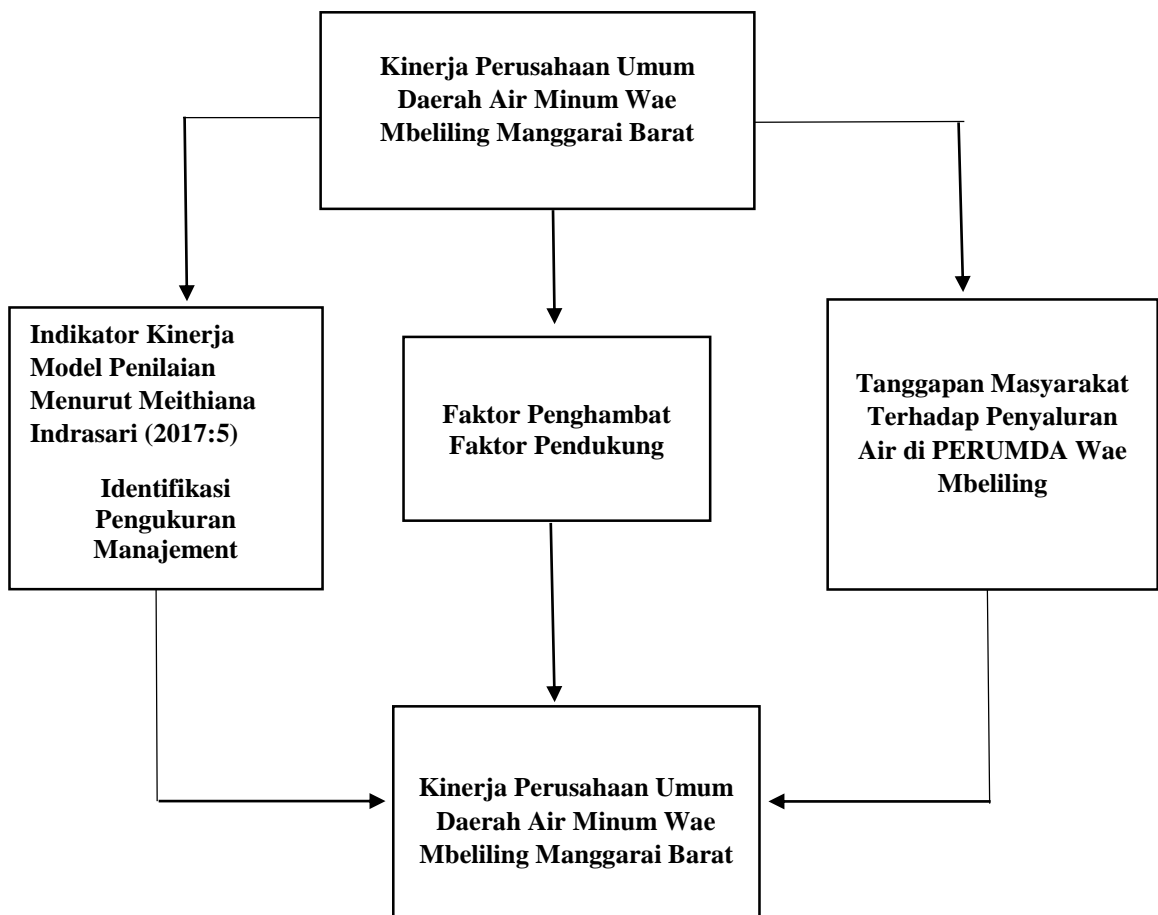 Kinerja Perusahaan Umum
Daerah Air Minum Wae
Mbeliling Manggarai Barat
Indikator Kinerja
Model Penilaian
Menurut Meithiana
Indrasari (2017:5)
Identifikasi
Pengukuran
Manajement
Faktor Penghambat
Faktor Pendukung
Tanggapan Masyarakat
Terhadap Penyaluran
Air di PERUMDA Wae
Mbeliling
Kinerja Perusahaan Umum
Daerah Air Minum Wae
Mbeliling Manggarai Barat